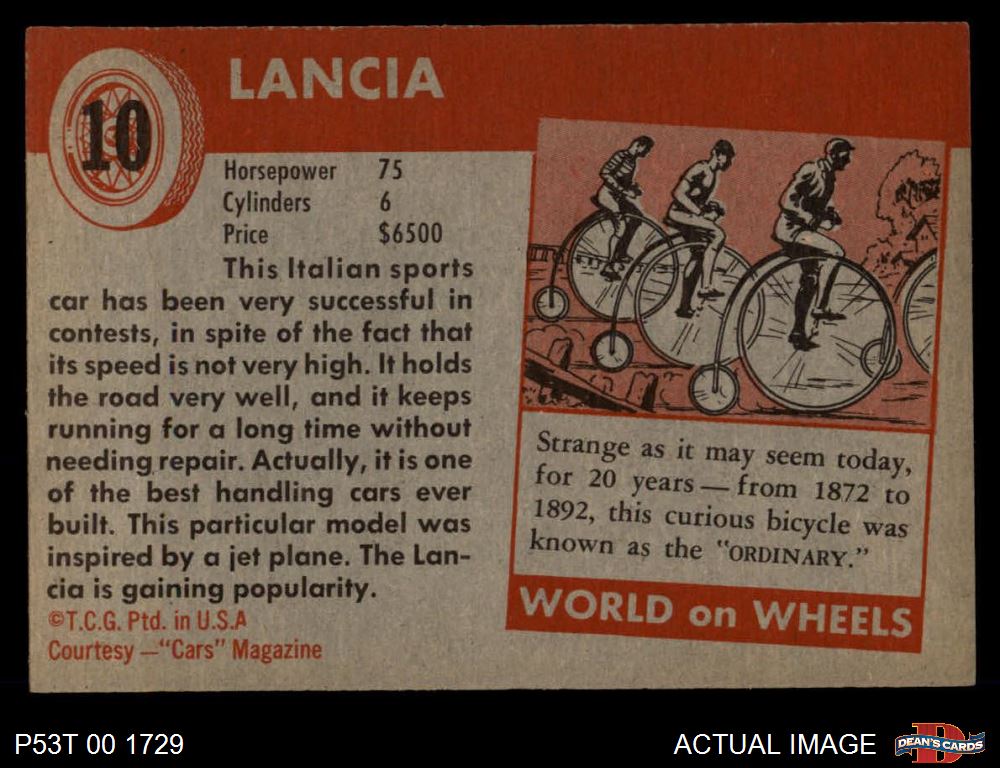 10
LANCIA
Horsepower 75
Cylinders 6
Price $6500
This Italian sports
car has been very successful in
contests, in spite of the fact that
its speed is not very high. It holds
the road very well, and it keeps
running for a long time without
needing repair. Actually, it is one
of the best handling cars ever
built. This particular model was
inspired by a jet plane. The Lan-
cia is gaining popularity.
©T.C.G. Ptd. in U.S.A
Courtesy —"Cars" Magazine
Strange as it may seem today,
for 20 years — from 1872 to
1892, this curious bicycle was
known as the "ORDINARY."
WORLD on WHEELS
P53T 00 1729
ACTUAL IMAGE
D
DEAN'S CARDS